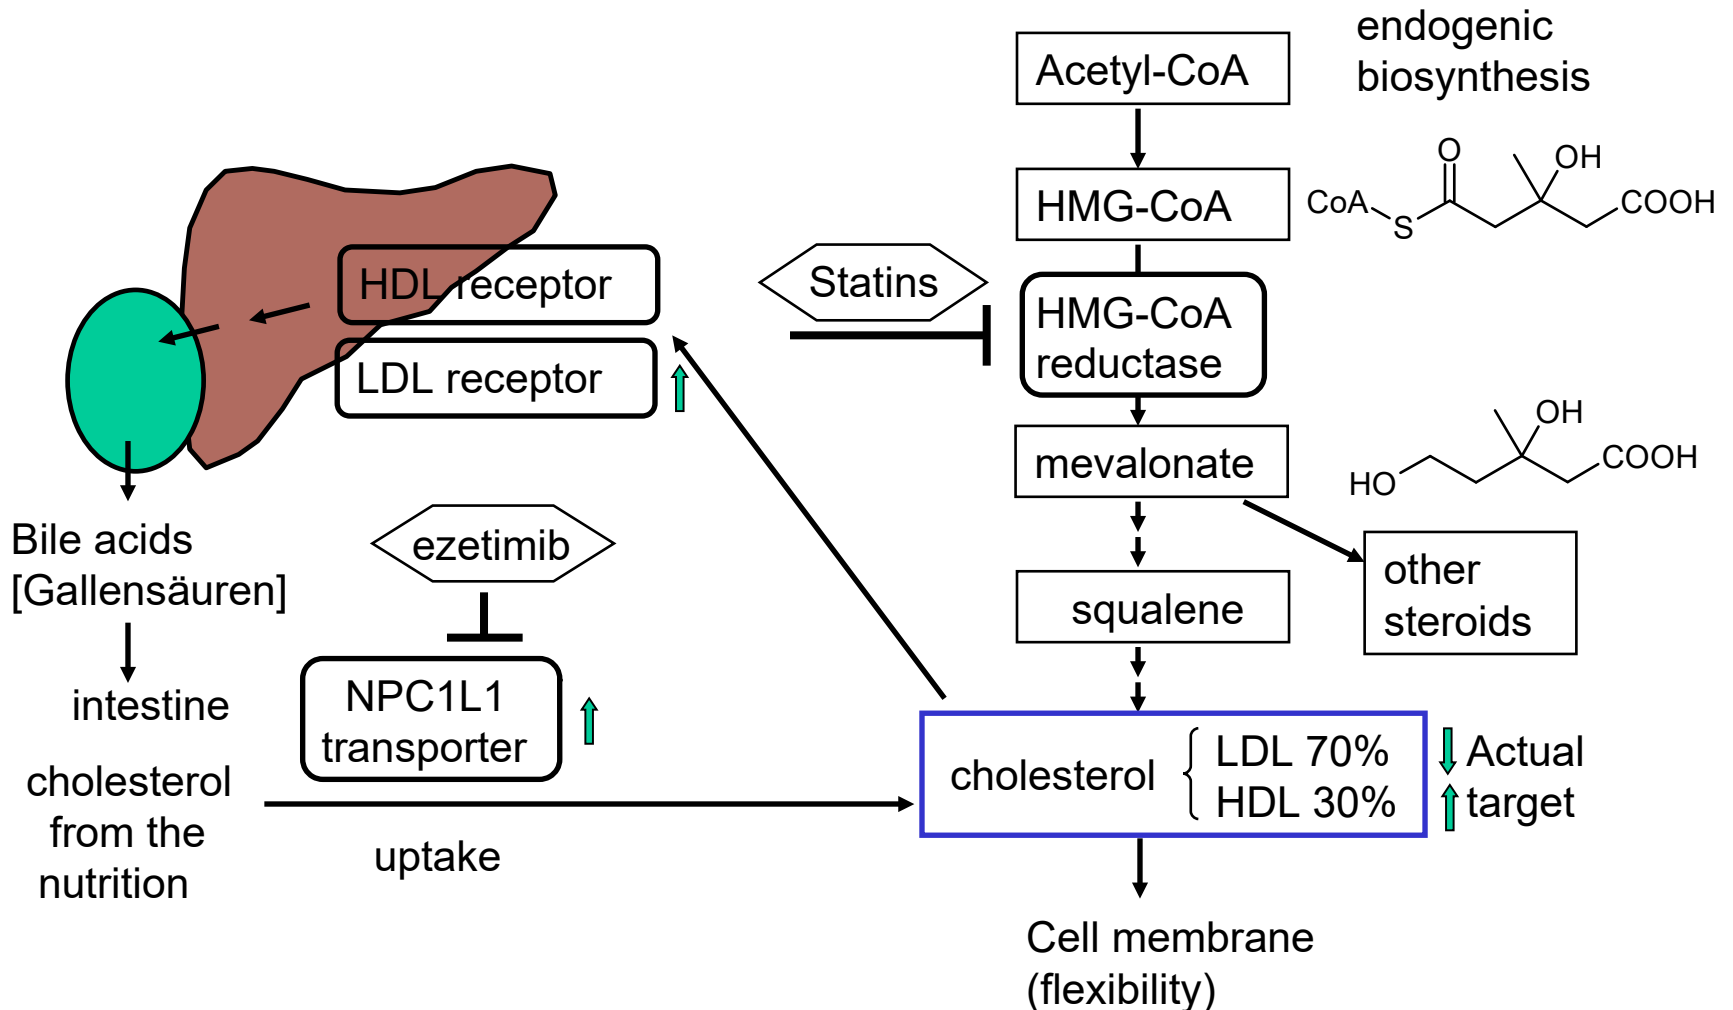 endogenic
biosynthesis
Acetyl-CoA
HMG-CoA
O
OH
CoA
S
COOH
HDL receptor
Statins
HMG-CoA
reductase
LDL receptor
mevalonate
OH
HO
COOH
Bile acids
[Gallensäuren]
ezetimib
other
steroids
squalene
intestine
NPC1L1
transporter
cholesterol
LDL 70%
HDL 30%
Actual
target
cholesterol
from the
nutrition
uptake
Cell membrane
(flexibility)